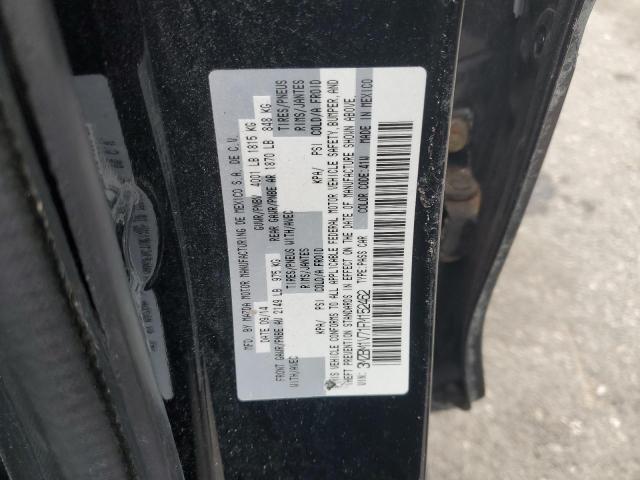 MFD. BY MAZDA MOTOR MANUFACTURING DE MEXICO S.A. DE C.V.
DATE 09/14 GVWR/PNBV 4001 LB 1815 KG
FRONT GAWR/PNBE AV 2149 LB 975 KG REAR GAWR/PNBE AR 1870 LB 848 KG
WITH/AVEC TIRES/PNEUS WITH/AVEC TIRES/PNEUS
RIMS/JANTES RIMS/JANTES
KPA/ PSI COLD/A FROID KPA/ PSI COLD/A FROID
THIS VEHICLE CONFORMS TO ALL APPLICABLE FEDERAL MOTOR VEHICLE SAFETY, BUMPER, AND
THEFT PREVENTION STANDARDS IN EFFECT ON THE DATE OF MANUFACTURE SHOWN ABOVE.
COLOR CODE:41W MADE IN MEXICO
VIN: 3MZBM1V71FM152462 TYPE:PASS CAR